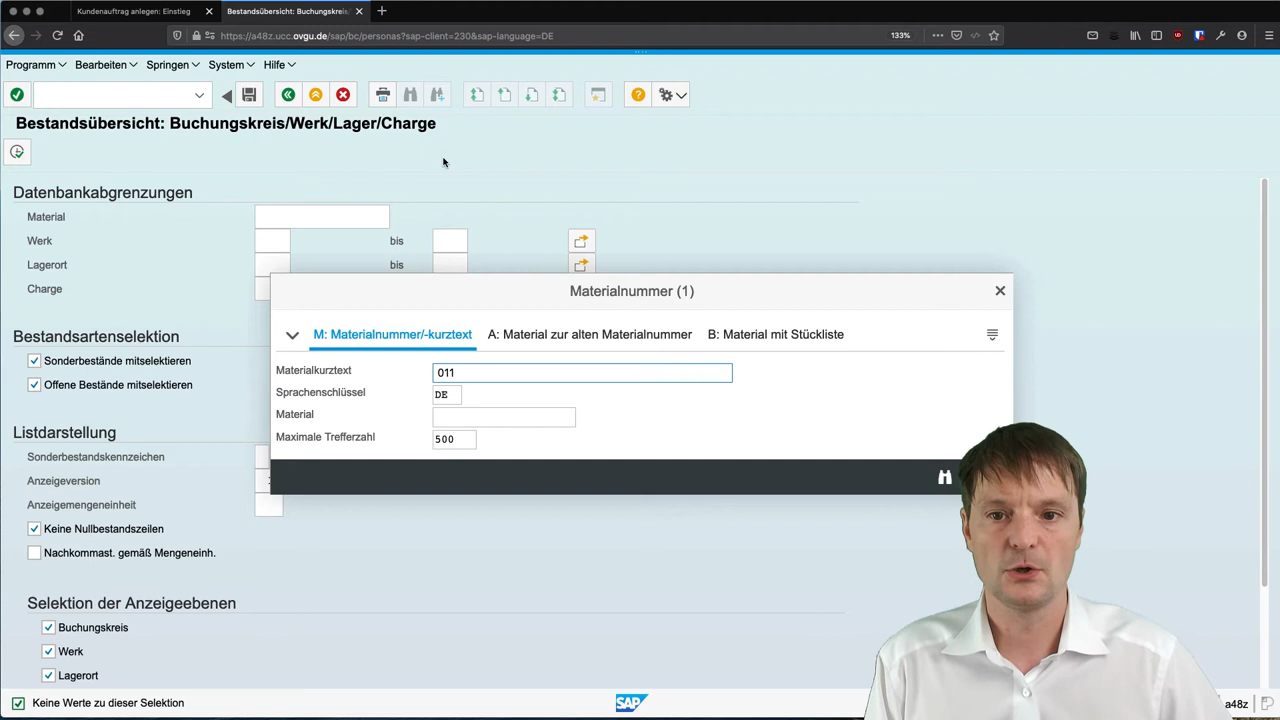 Kundenauftrag anlegen: Einstieg
Bestandsübersicht: Buchungskreis/
https://a48z.ucc.ovgu.de/sap/bc/personas?sap-client=230&sap-language=DE
133%
Programm Bearbeiten Springen System Hilfe
Bestandsübersicht: Buchungskreis/Werk/Lager/Charge
Datenbankabgrenzungen
Material
Werk bis
Lagerort bis
Charge
Materialnummer (1)
M: Materialnummer/-kurztext A: Material zur alten Materialnummer B: Material mit Stückliste
Materialkurztext 011
Sprachenschlüssel DE
Material
Maximale Trefferzahl 500
Bestandsartenselektion
Sonderbestände mitselektieren
Offene Bestände mitselektieren
Listdarstellung
Sonderbestandskennzeichen
Anzeigeversion
Anzeigemengeneinheit
Keine Nullbestandszeilen
Nachkommast. gemäß Mengeneinh.
Selektion der Anzeigeebenen
Buchungskreis
Werk
Lagerort
Keine Werte zu dieser Selektion
SAP
a48z